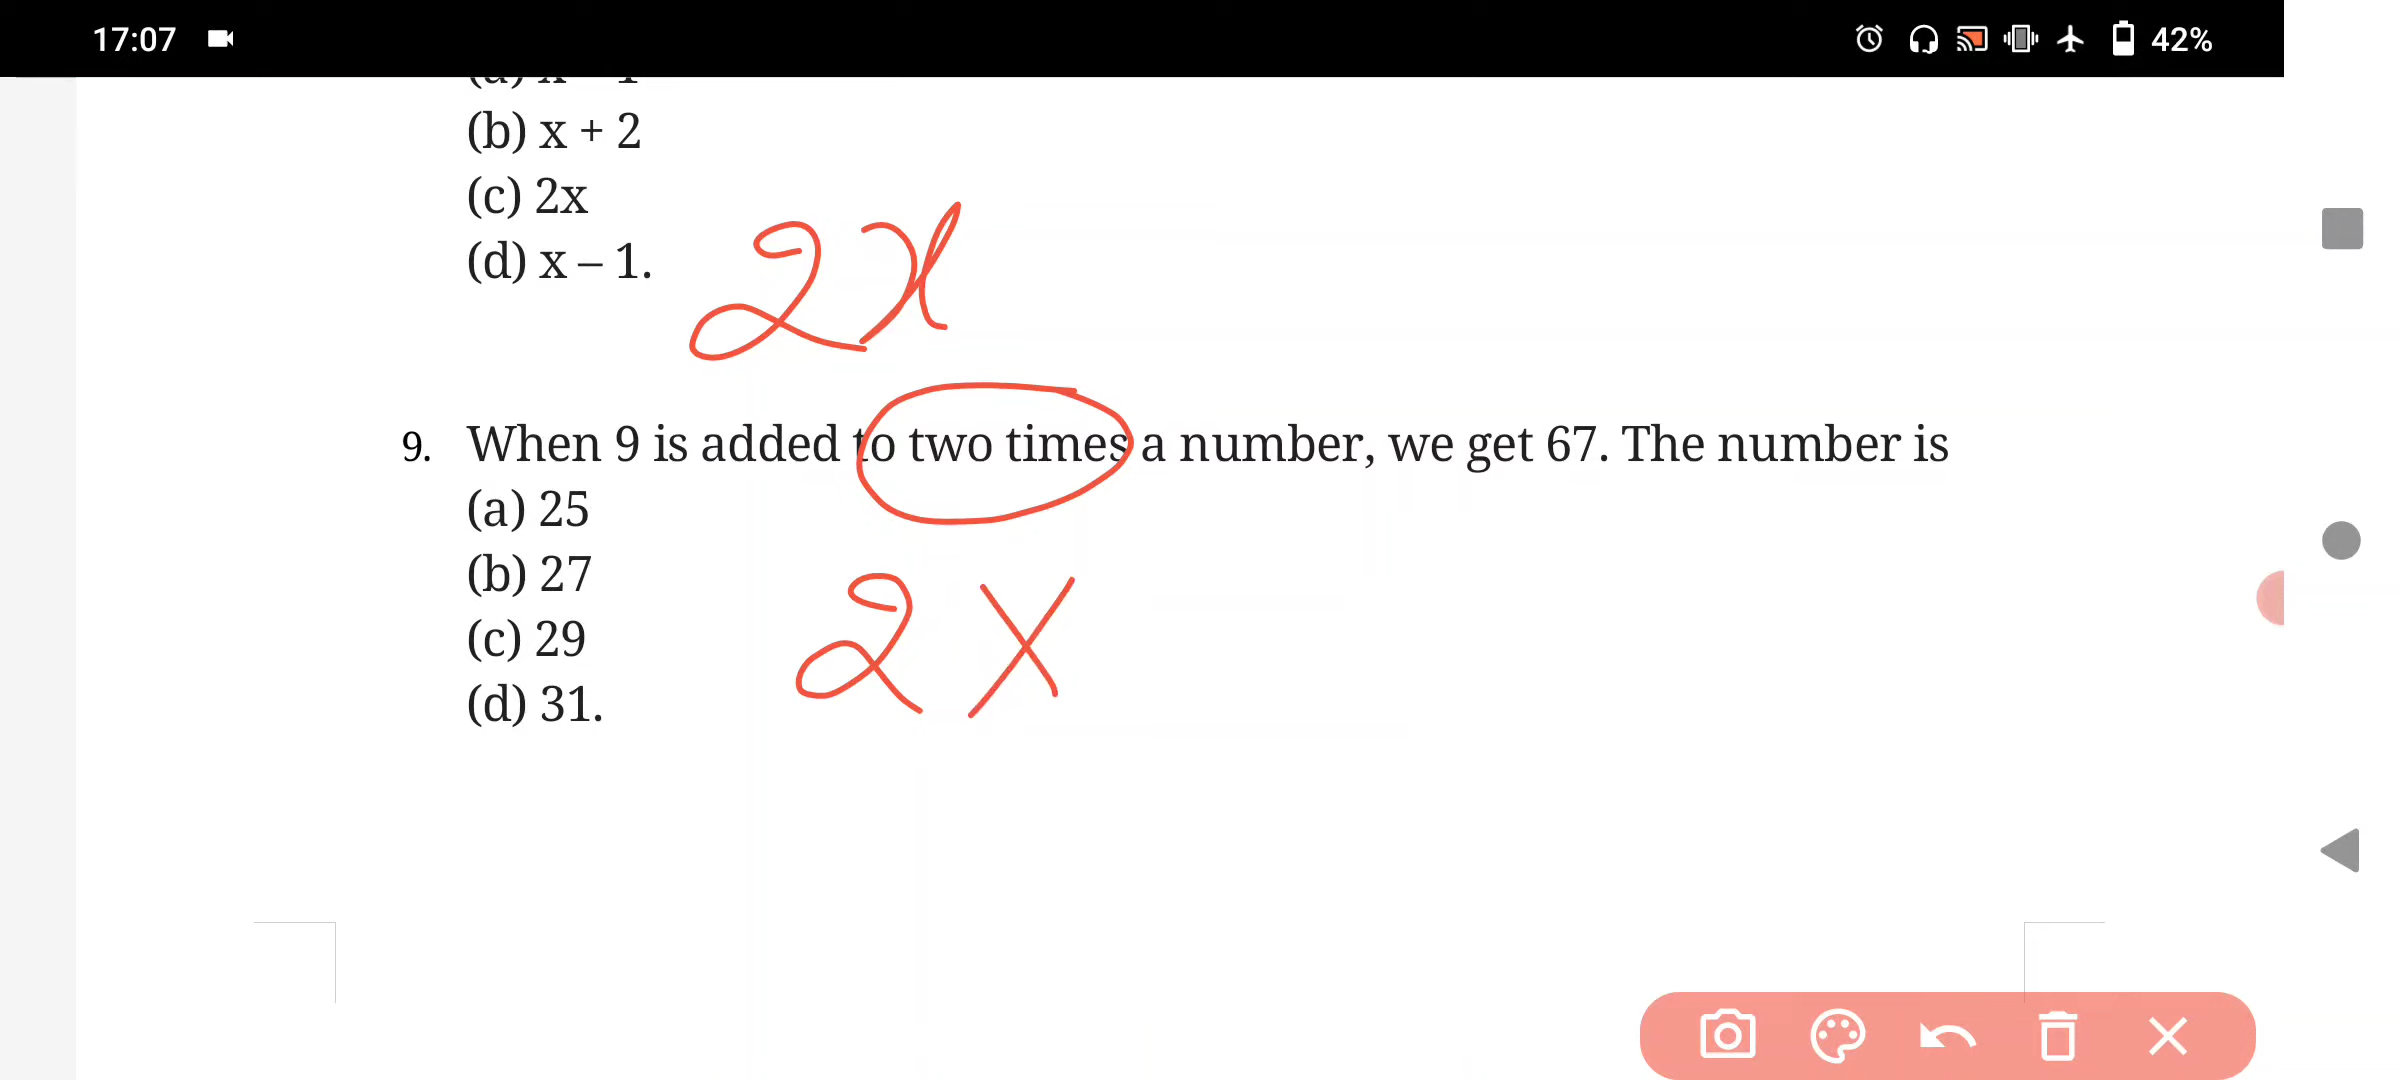 17:07 42%
(b) x + 2
(c) 2x
(d) x – 1.
2x
9. When 9 is added to two times a number, we get 67. The number is
(a) 25
(b) 27
(c) 29
(d) 31.
2 x